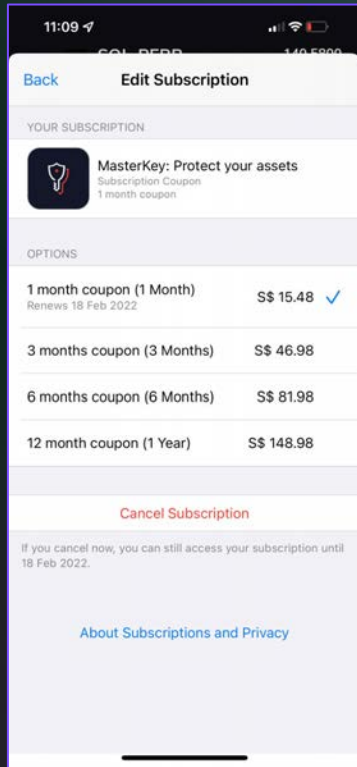 11:09
Back
Edit Subscription
YOUR SUBSCRIPTION
MasterKey: Protect your assets
Subscription Coupon
1 month coupon
OPTIONS
1 month coupon (1 Month)
S$ 15.48
Renews 18 Feb 2022
3 months coupon (3 Months)
S$ 46.98
6 months coupon (6 Months)
S$ 81.98
12 month coupon (1 Year)
S$ 148.98
Cancel Subscription
If you cancel now, you can still access your subscription until
18 Feb 2022.
About Subscriptions and Privacy